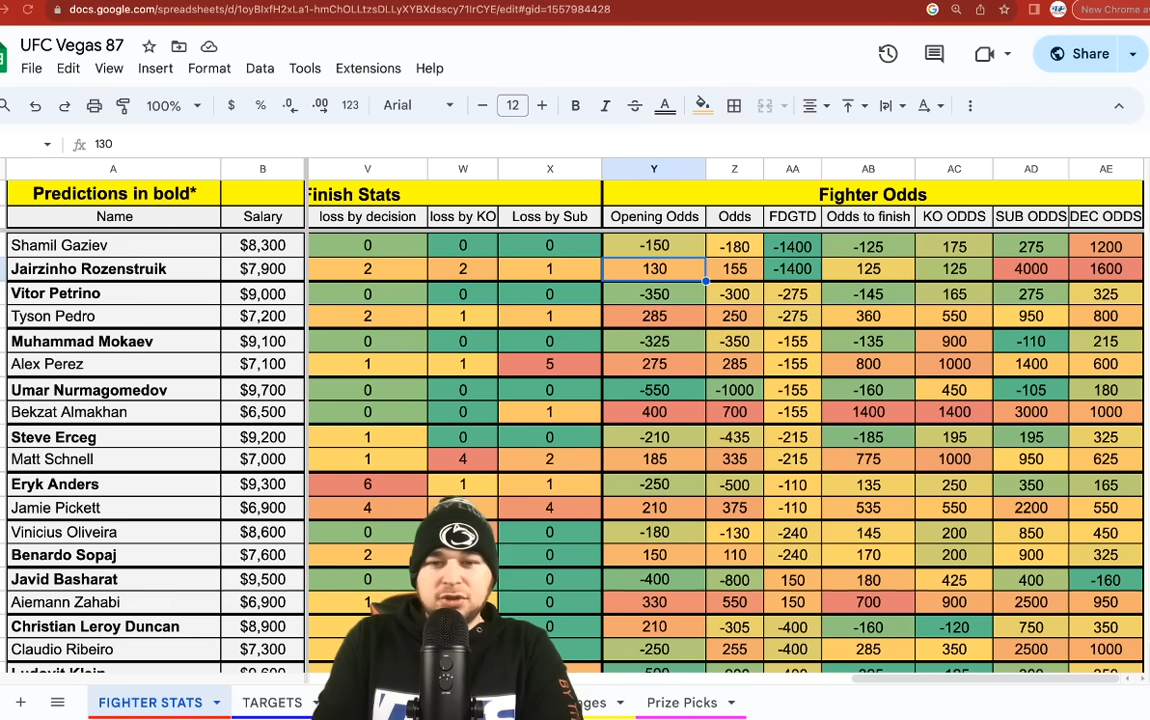 docs.google.com/spreadsheets/d/1oyBIxfH2xLa1-hmChOLLtzsDLLyXYBXdsscy71IrCYE/edit#gid=1557984428
New Chrome av
UFC Vegas 87
File Edit View Insert Format Data Tools Extensions Help
Share
100% $ % .0 .00 123 Arial 12 B I A
130
A B V W X Y Z AA AB AC AD AE
Predictions in bold* Finish Stats Fighter Odds
Name Salary loss by decision loss by KO Loss by Sub Opening Odds Odds FDGTD Odds to finish KO ODDS SUB ODDS DEC ODDS
Shamil Gaziev $8,300 0 0 0 -150 -180 -1400 -125 175 275 1200
Jairzinho Rozenstruik $7,900 2 2 1 130 155 -1400 125 125 4000 1600
Vitor Petrino $9,000 0 0 0 -350 -300 -275 -145 165 275 325
Tyson Pedro $7,200 2 1 1 285 250 -275 360 550 950 800
Muhammad Mokaev $9,100 0 0 0 -325 -350 -155 -135 900 -110 215
Alex Perez $7,100 1 1 5 275 285 -155 800 1000 1400 600
Umar Nurmagomedov $9,700 0 0 0 -550 -1000 -155 -160 450 -105 180
Bekzat Almakhan $6,500 0 0 1 400 700 -155 1400 1400 3000 1000
Steve Erceg $9,200 1 0 0 -210 -435 -215 -185 195 195 325
Matt Schnell $7,000 1 4 2 185 335 -215 775 1000 950 625
Eryk Anders $9,300 6 1 1 -250 -500 -110 135 250 350 165
Jamie Pickett $6,900 4 4 210 375 -110 535 550 2200 550
Vinicius Oliveira $8,600 0 0 -180 -130 -240 145 200 850 450
Benardo Sopaj $7,600 2 0 150 110 -240 170 200 900 325
Javid Basharat $9,500 0 0 -400 -800 150 180 425 400 -160
Aiemann Zahabi $6,900 1 0 330 550 150 700 900 2500 950
Christian Leroy Duncan $8,900 0 210 -305 -400 -160 -120 750 350
Claudio Ribeiro $7,300 0 -250 255 -400 285 350 2500 1000
Ludovit Klein
FIGHTER STATS TARGETS Prize Picks
BY TI